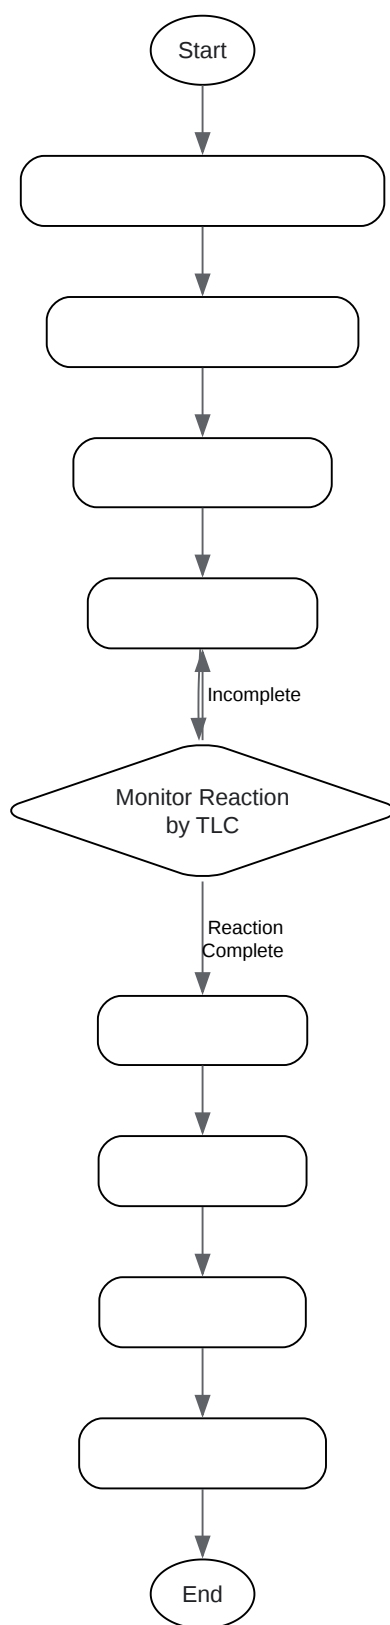 Start
Incomplete
Monitor Reaction
by TLC
Reaction
Complete
End